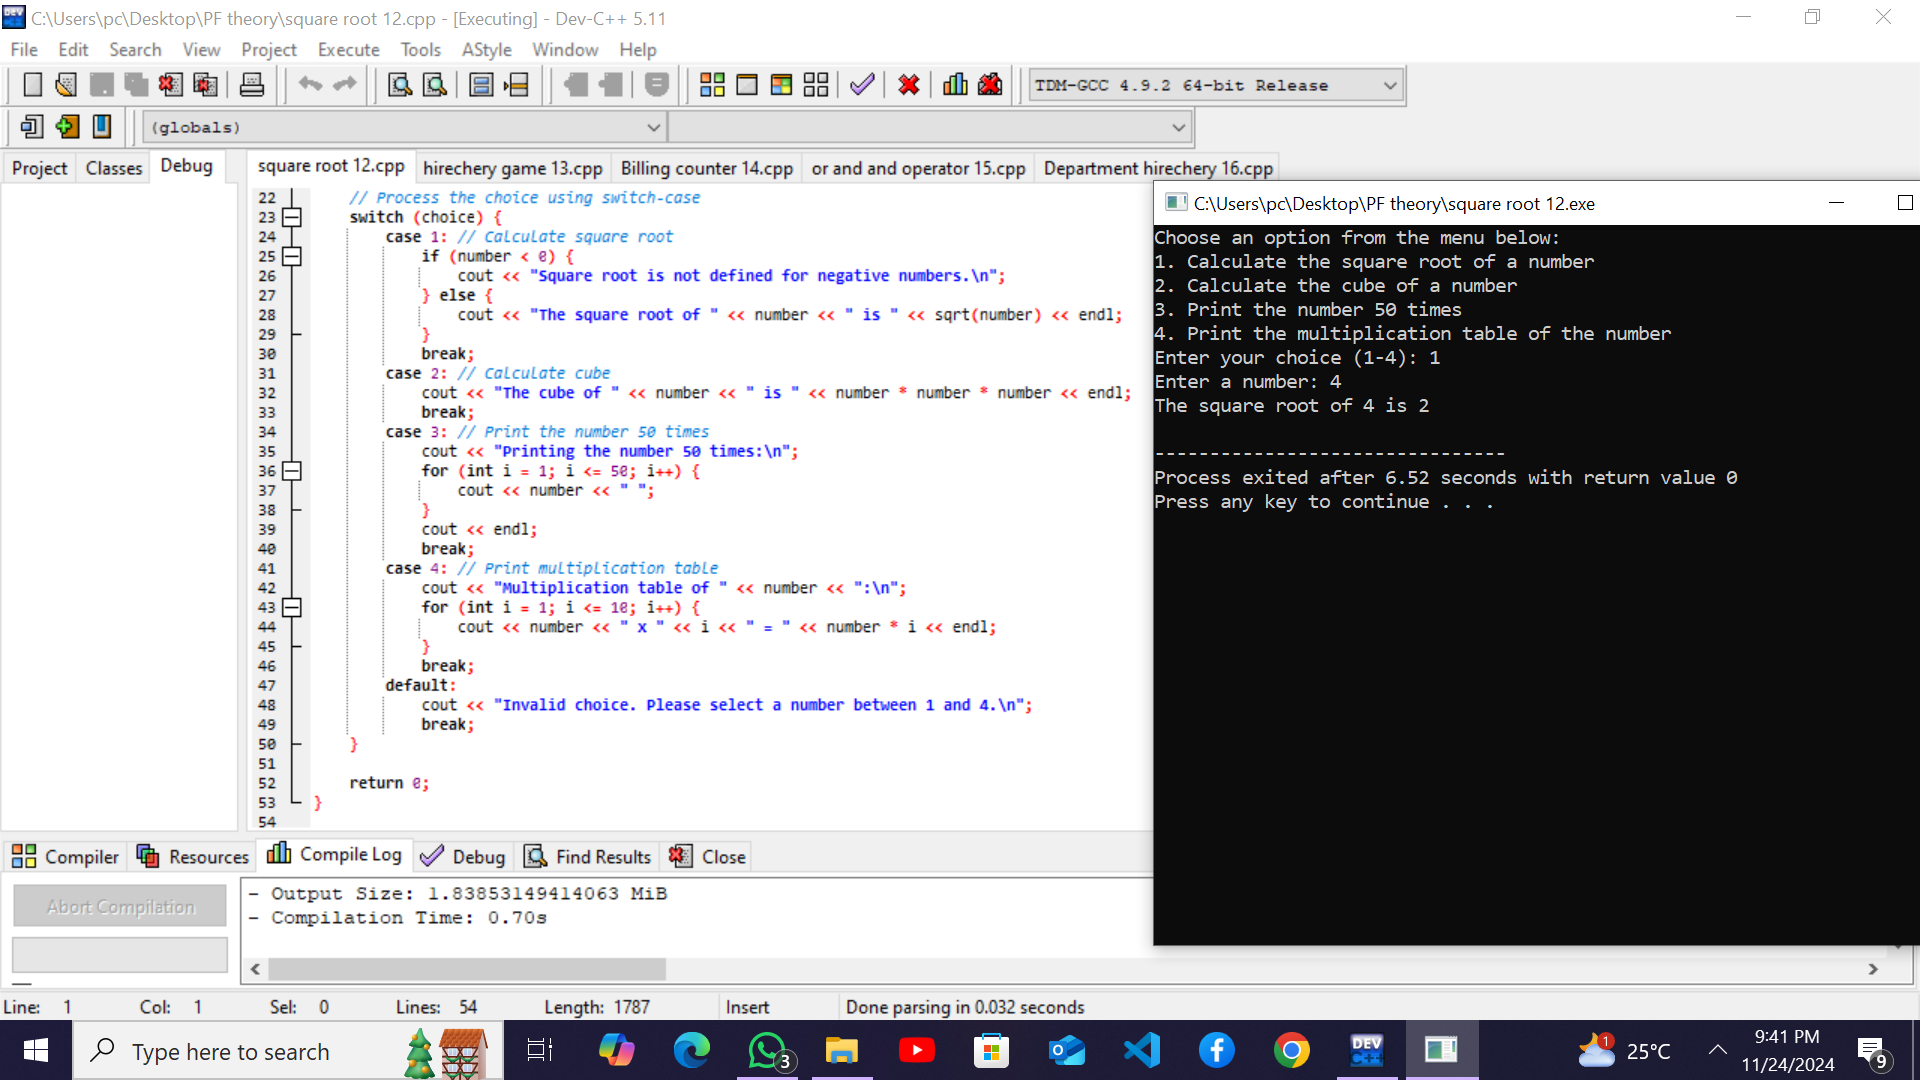 C:\Users\pc\Desktop\PF theory\square root 12.cpp - [Executing] - Dev-C++ 5.11
File Edit Search View Project Execute Tools AStyle Window Help
TDM-GCC 4.9.2 64-bit Release
(globals)
Project Classes Debug
square root 12.cpp hirechery game 13.cpp Billing counter 14.cpp or and and operator 15.cpp Department hirechery 16.cpp
22 // Process the choice using switch-case
23 switch (choice) {
24 case 1: // Calculate square root
25 if (number < 0) {
26 cout << "Square root is not defined for negative numbers.\n";
27 } else {
28 cout << "The square root of " << number << " is " << sqrt(number) << endl;
29 }
30 break;
31 case 2: // Calculate cube
32 cout << "The cube of " << number << " is " << number * number * number << endl;
33 break;
34 case 3: // Print the number 50 times
35 cout << "Printing the number 50 times:\n";
36 for (int i = 1; i <= 50; i++) {
37 cout << number << " ";
38 }
39 cout << endl;
40 break;
41 case 4: // Print multiplication table
42 cout << "Multiplication table of " << number << ":\n";
43 for (int i = 1; i <= 10; i++) {
44 cout << number << " x " << i << " = " << number * i << endl;
45 }
46 break;
47 default:
48 cout << "Invalid choice. Please select a number between 1 and 4.\n";
49 break;
50 }
51
52 return 0;
53 }
54
C:\Users\pc\Desktop\PF theory\square root 12.exe
Choose an option from the menu below:
1. Calculate the square root of a number
2. Calculate the cube of a number
3. Print the number 50 times
4. Print the multiplication table of the number
Enter your choice (1-4): 1
Enter a number: 4
The square root of 4 is 2
--------------------------------
Process exited after 6.52 seconds with return value 0
Press any key to continue . . .
Compiler Resources Compile Log Debug Find Results Close
Abort Compilation
- Output Size: 1.83853149414063 MiB
- Compilation Time: 0.70s
Line: 1 Col: 1 Sel: 0 Lines: 54 Length: 1787 Insert Done parsing in 0.032 seconds
Type here to search
3
DEV C++
1
25°C
9:41 PM
11/24/2024
9